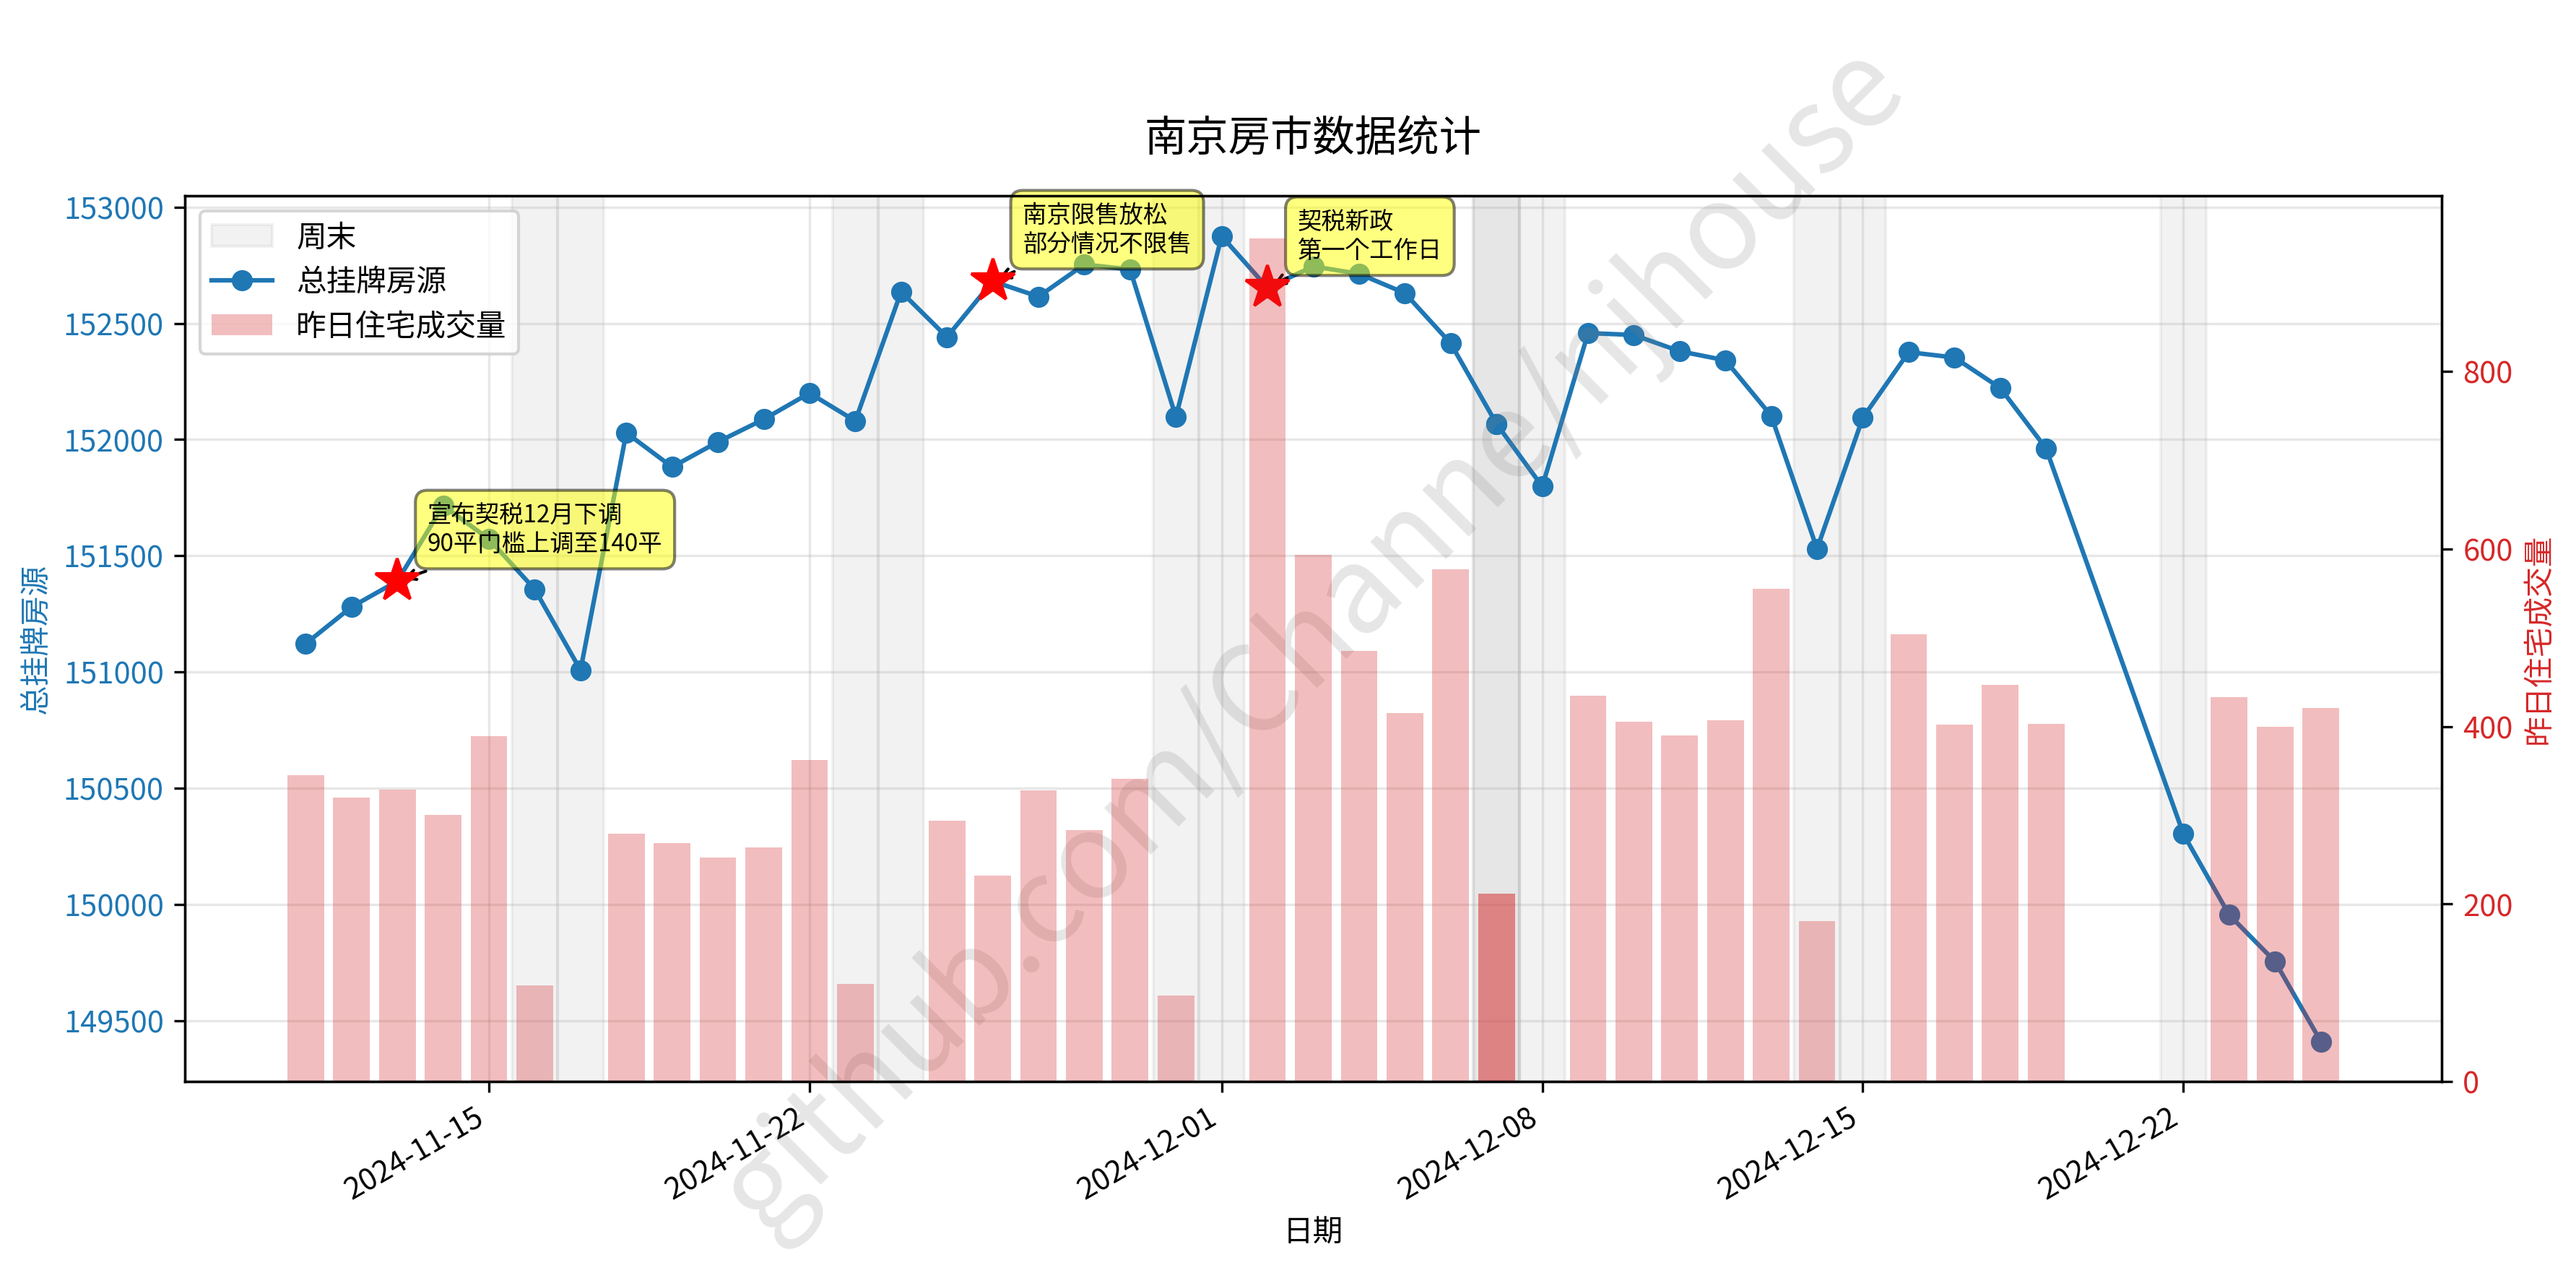 南京房市数据统计
周末
总挂牌房源
昨日住宅成交量
宣布契税12月下调
90平门槛上调至140平
南京限售放松
部分情况不限售
契税新政
第一个工作日
153000
152500
152000
151500
151000
150500
150000
149500
总挂牌房源
800
600
400
200
0
昨日住宅成交量
2024-11-15
2024-11-22
2024-12-01
2024-12-08
2024-12-15
2024-12-22
日期
github.com/Channe/njhouse